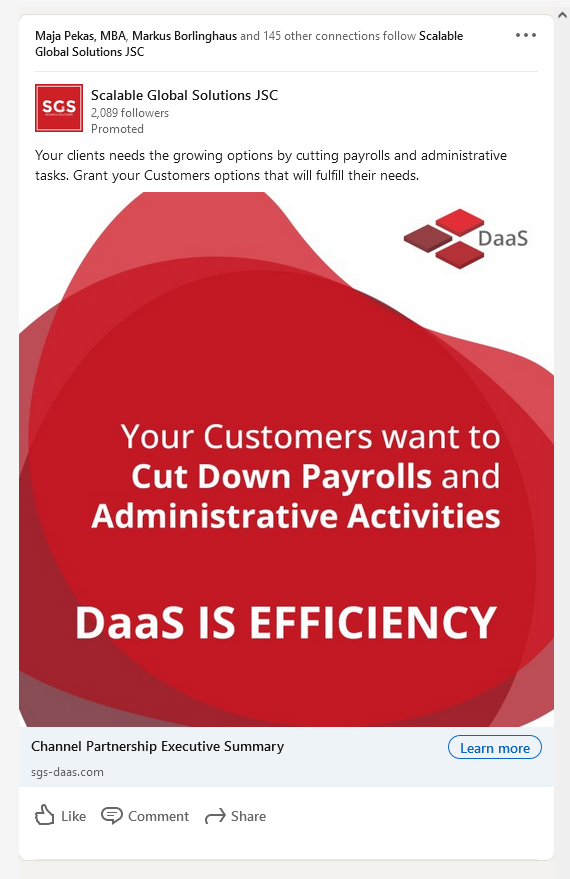 Maja Pekas, MBA, Markus Borlinghaus and 145 other connections follow Scalable
Global Solutions JSC
SGS
Scalable Global Solutions JSC
2,089 followers
Promoted
Your clients needs the growing options by cutting payrolls and administrative
tasks. Grant your Customers options that will fulfill their needs.
DaaS
Your Customers want to
Cut Down Payrolls and
Administrative Activities
DaaS IS EFFICIENCY
Channel Partnership Executive Summary
Learn more
sgs-daas.com
Like
Comment
Share